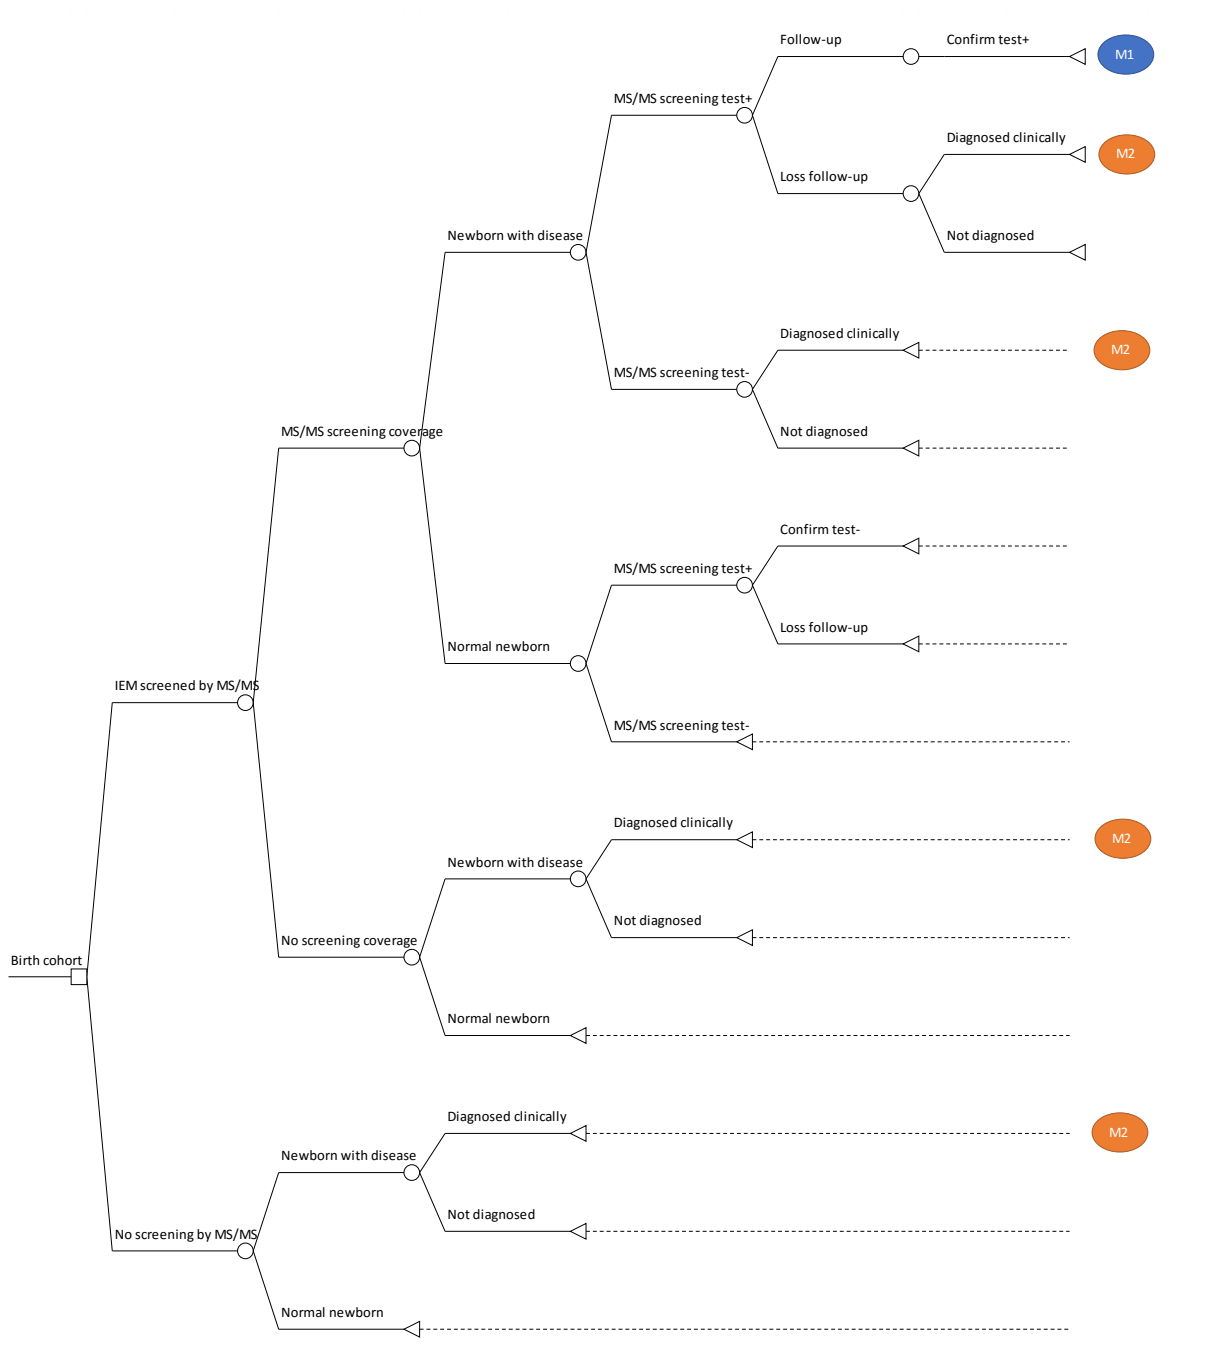 Follow-up
Confirm test+
M1
MS/MS screening test+
Diagnosed clinically
M2
Loss follow-up
Newborn with disease
Not diagnosed
Diagnosed clinically
M2
MS/MS screening test-
MS/MS screening coverage
Not diagnosed
Confirm test-
MS/MS screening test+
Loss follow-up
Normal newborn
IEM screened by MS/MS
MS/MS screening test-
Diagnosed clinically
M2
Newborn with disease
Not diagnosed
No screening coverage
Birth cohort
Normal newborn
Diagnosed clinically
M2
Newborn with disease
Not diagnosed
No screening by MS/MS
Normal newborn